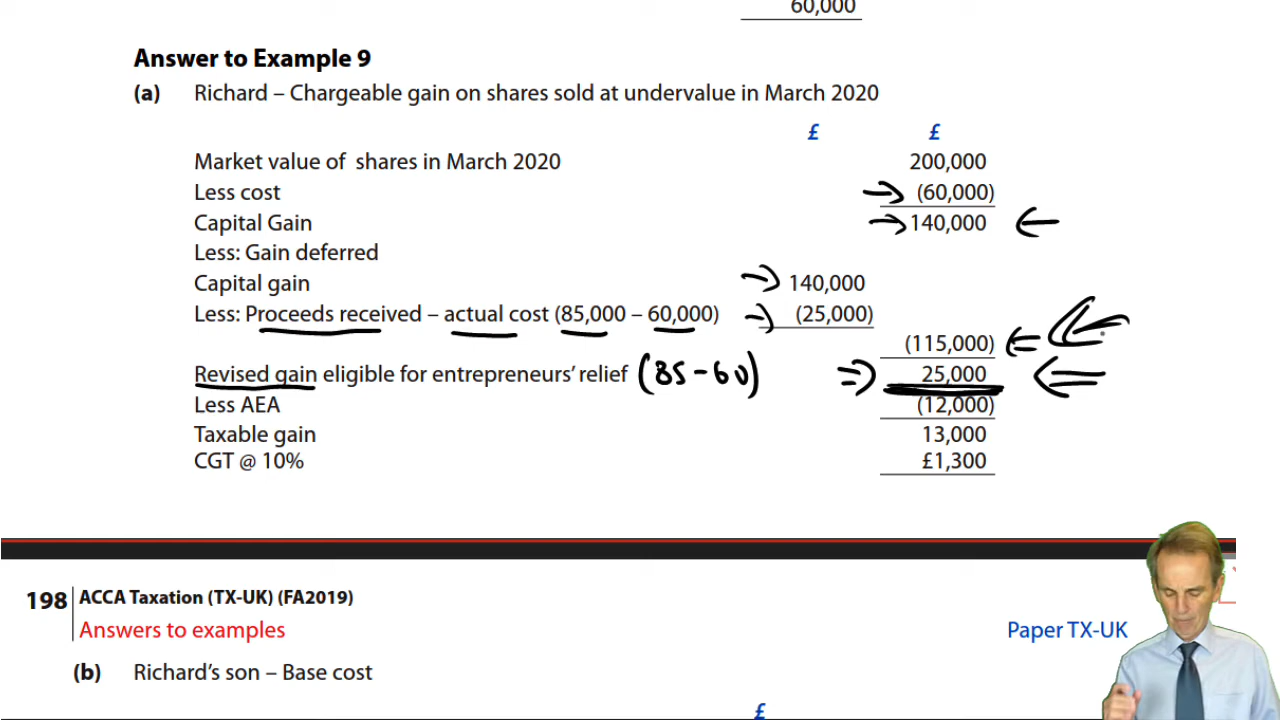 60,000
Answer to Example 9
(a) Richard – Chargeable gain on shares sold at undervalue in March 2020
£ £
Market value of shares in March 2020 200,000
Less cost (60,000)
Capital Gain 140,000
Less: Gain deferred
Capital gain 140,000
Less: Proceeds received – actual cost (85,000 – 60,000) (25,000)
(115,000)
Revised gain eligible for entrepreneurs' relief (85-60) 25,000
Less AEA (12,000)
Taxable gain 13,000
CGT @ 10% £1,300
198 ACCA Taxation (TX-UK) (FA2019)
Answers to examples Paper TX-UK
(b) Richard's son – Base cost
£